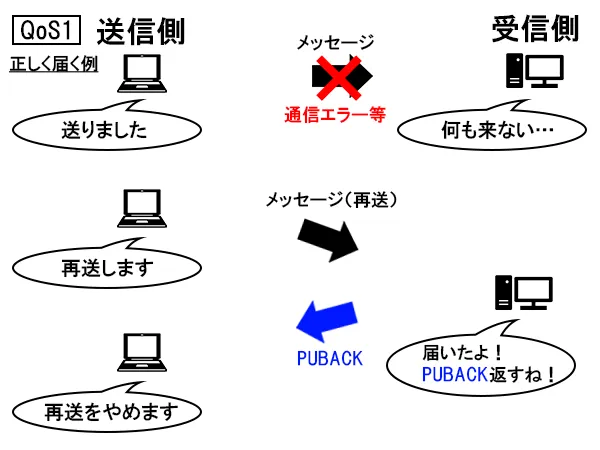 QoS1 送信側
受信側
正しく届く例
メッセージ
通信エラー等
送りました
何も来ない…
メッセージ(再送)
再送します
PUBACK
届いたよ!
PUBACK返すね!
再送をやめます